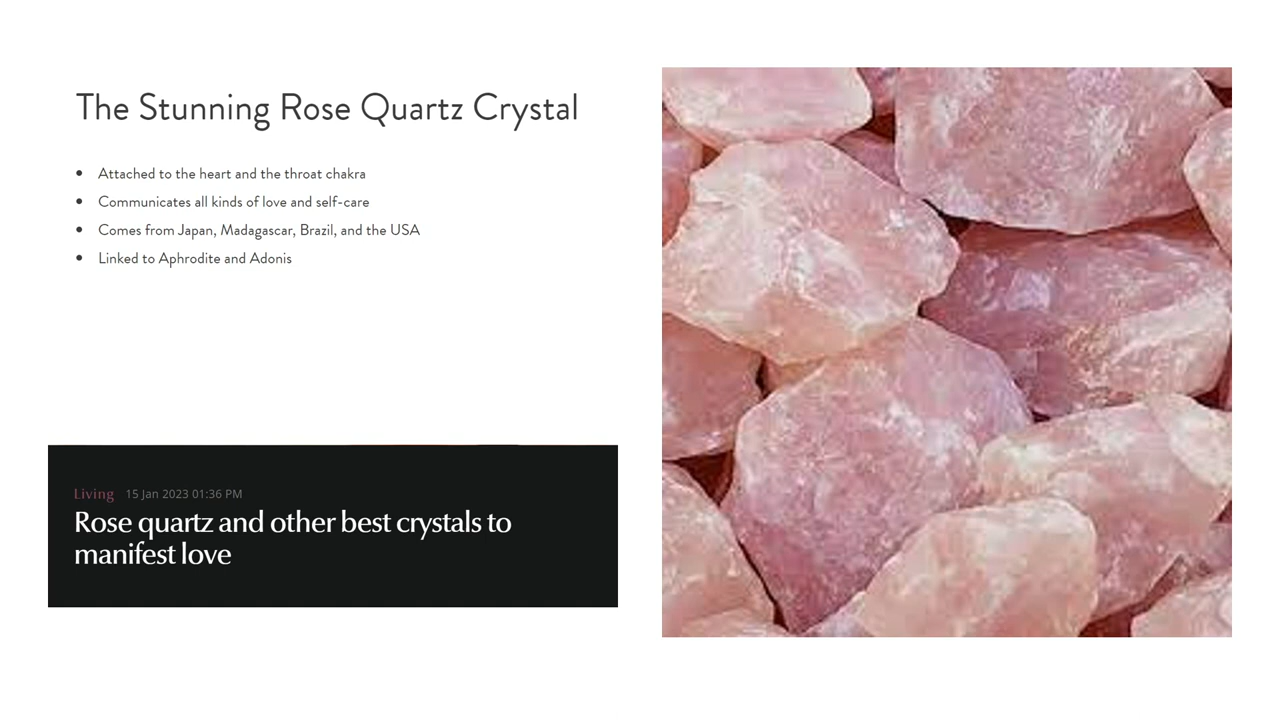 The Stunning Rose Quartz Crystal
• Attached to the heart and the throat chakra
• Communicates all kinds of love and self-care
• Comes from Japan, Madagascar, Brazil, and the USA
• Linked to Aphrodite and Adonis
Living 15 Jan 2023 01:36 PM
Rose quartz and other best crystals to
manifest love